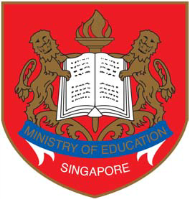 MINISTRY OF EDUCATION
SINGAPORE